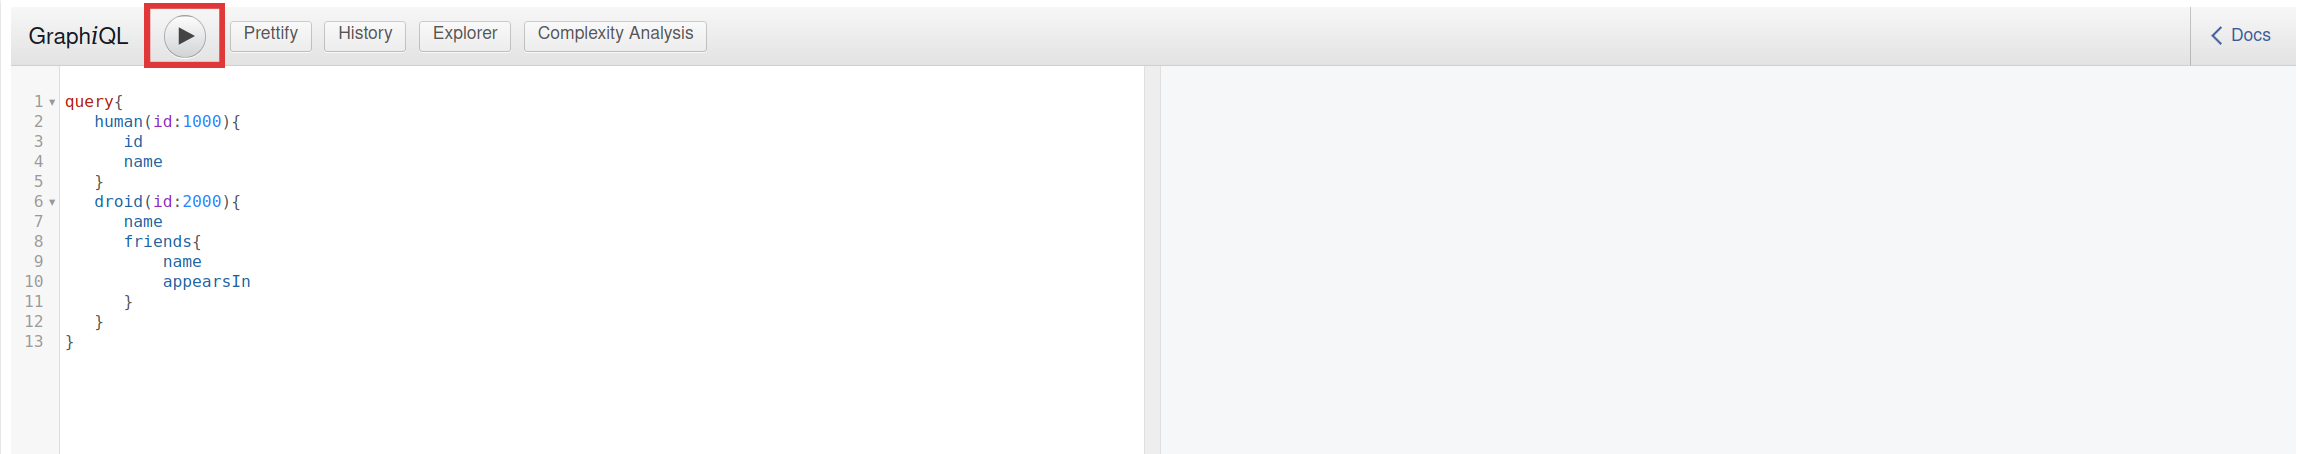 GraphiQL Prettify History Explorer Complexity Analysis Docs
1 query{
2 human(id:1000){
3 id
4 name
5 }
6 droid(id:2000){
7 name
8 friends{
9 name
10 appearsIn
11 }
12 }
13 }